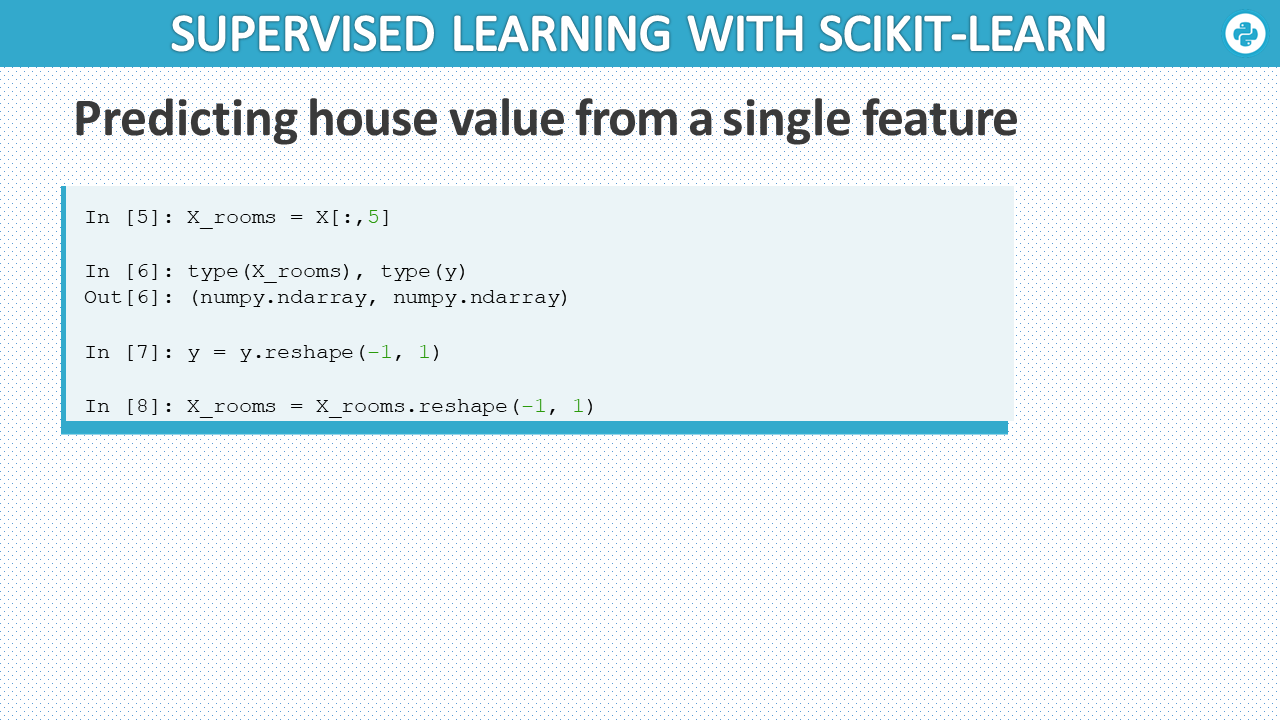 SUPERVISED LEARNING WITH SCIKIT-LEARN
Predicting house value from a single feature
In [5]: X_rooms = X[:,5]
In [6]: type(X_rooms), type(y)
Out[6]: (numpy.ndarray, numpy.ndarray)
In [7]: y = y.reshape(-1, 1)
In [8]: X_rooms = X_rooms.reshape(-1, 1)